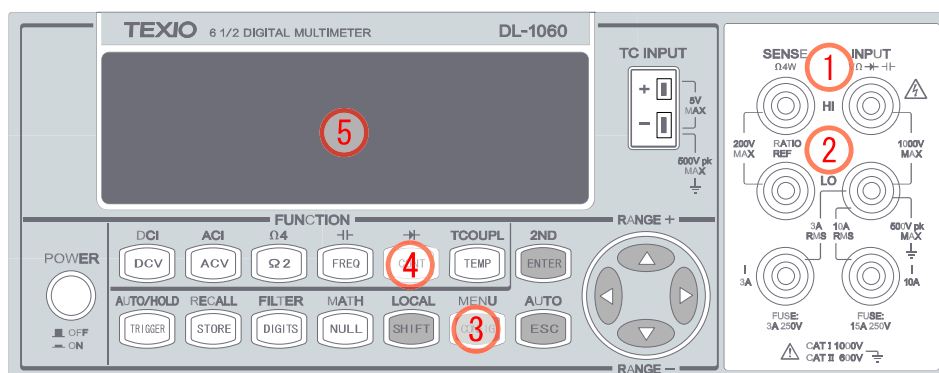 TEXIO 6 1/2 DIGITAL MULTIMETER DL-1060
TC INPUT
+
−
5V
MAX
500V pk
MAX
SENSE
Ω4W
INPUT
HI
1
200V
MAX
RATIO
REF
2
1000V
MAX
LO
3A
RMS
10A
RMS
500V pk
MAX
I
3A
I
10A
FUSE:
3A 250V
FUSE:
15A 250V
CAT I 1000V
CAT II 600V
5
FUNCTION
RANGE +
DCI ACI Ω4 TCOUPL 2ND
POWER
DCV ACV Ω 2 FREQ 4 TEMP ENTER
AUTO/HOLD RECALL FILTER MATH LOCAL MENU AUTO
OFF
ON
TRIGGER STORE DIGITS NULL SHIFT 3 ESC
RANGE −